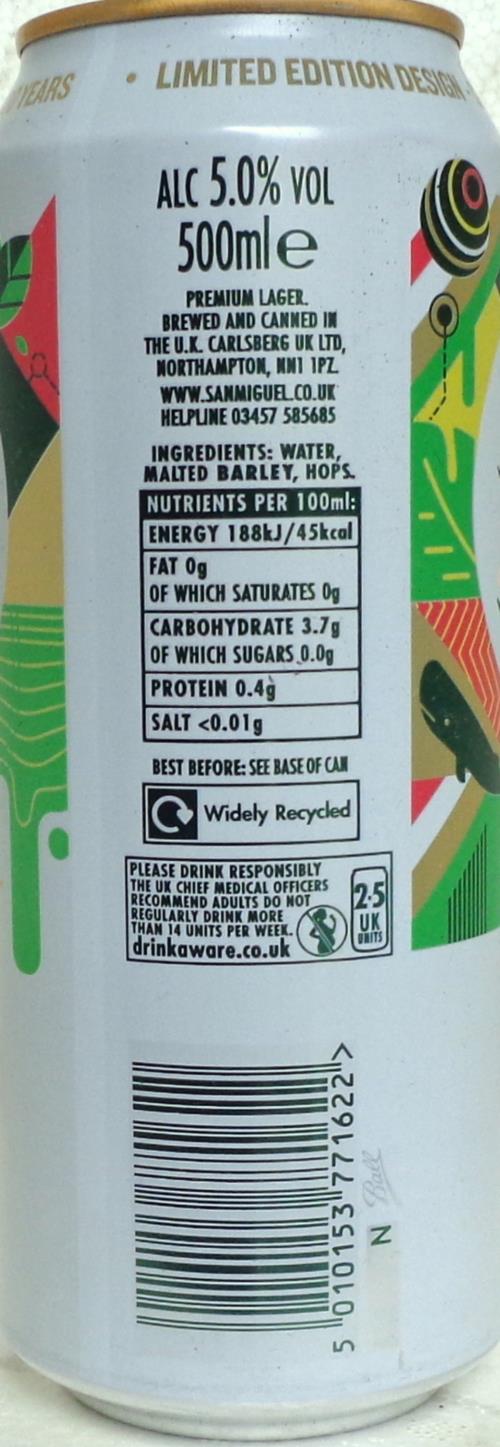 YEARS • LIMITED EDITION DESIGN
ALC 5.0% VOL
500ml e
PREMIUM LAGER.
BREWED AND CANNED IN
THE U.K. CARLSBERG UK LTD,
NORTHAMPTON, NN1 1PZ.
WWW.SANMIGUEL.CO.UK
HELPLINE 03457 585685
INGREDIENTS: WATER,
MALTED BARLEY, HOPS.
NUTRIENTS PER 100ml:
ENERGY 188kJ/45kcal
FAT 0g
OF WHICH SATURATES 0g
CARBOHYDRATE 3.7g
OF WHICH SUGARS 0.0g
PROTEIN 0.4g
SALT <0.01g
BEST BEFORE: SEE BASE OF CAN
Widely Recycled
PLEASE DRINK RESPONSIBLY
THE UK CHIEF MEDICAL OFFICERS
RECOMMEND ADULTS DO NOT
REGULARLY DRINK MORE
THAN 14 UNITS PER WEEK.
drinkaware.co.uk
2·5
UK
UNITS
5 010153 771622 >
Ball
N